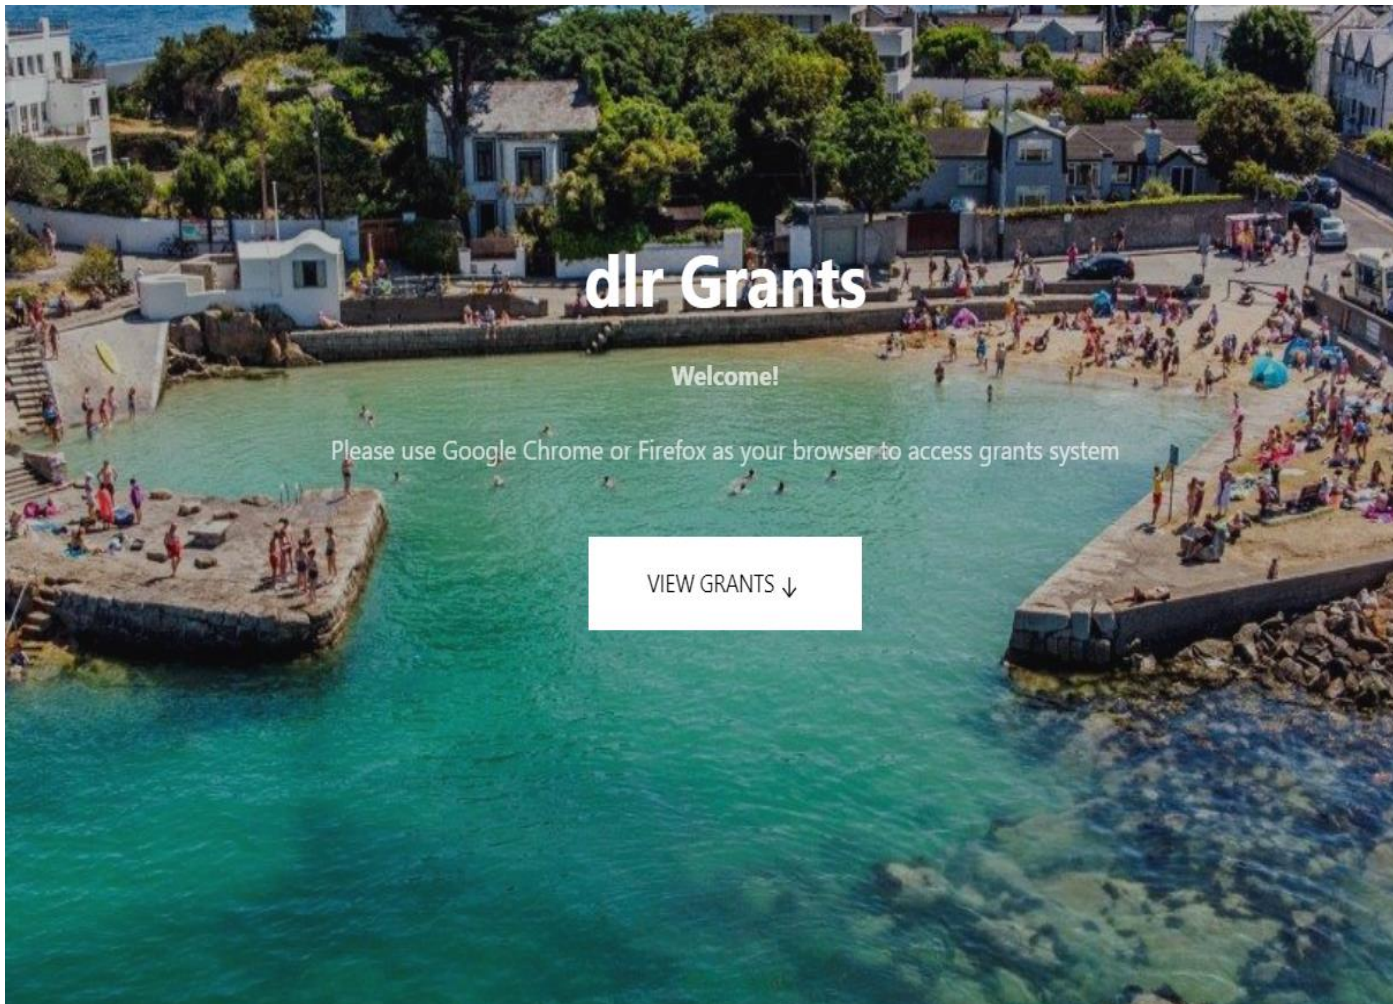 dlr Grants
Welcome!
Please use Google Chrome or Firefox as your browser to access grants system
VIEW GRANTS ↓